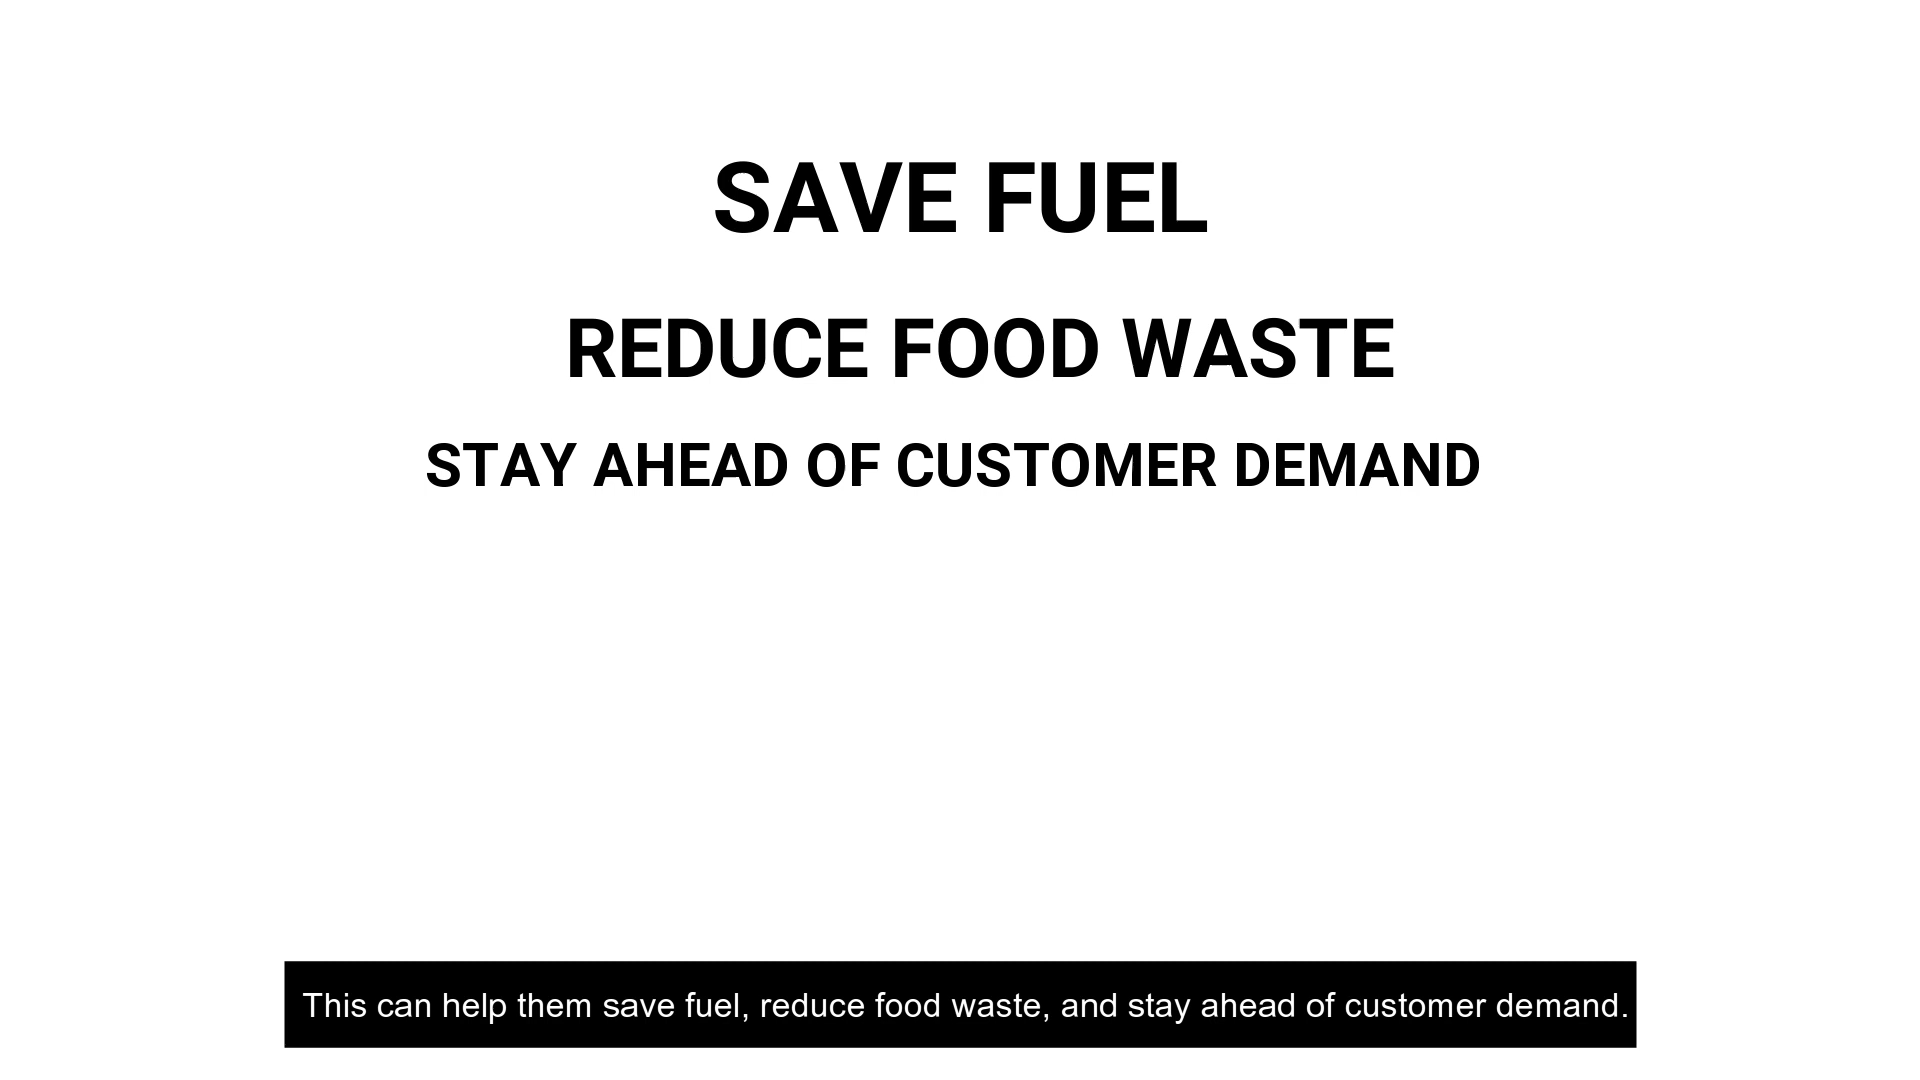 SAVE FUEL
REDUCE FOOD WASTE
STAY AHEAD OF CUSTOMER DEMAND
This can help them save fuel, reduce food waste, and stay ahead of customer demand.